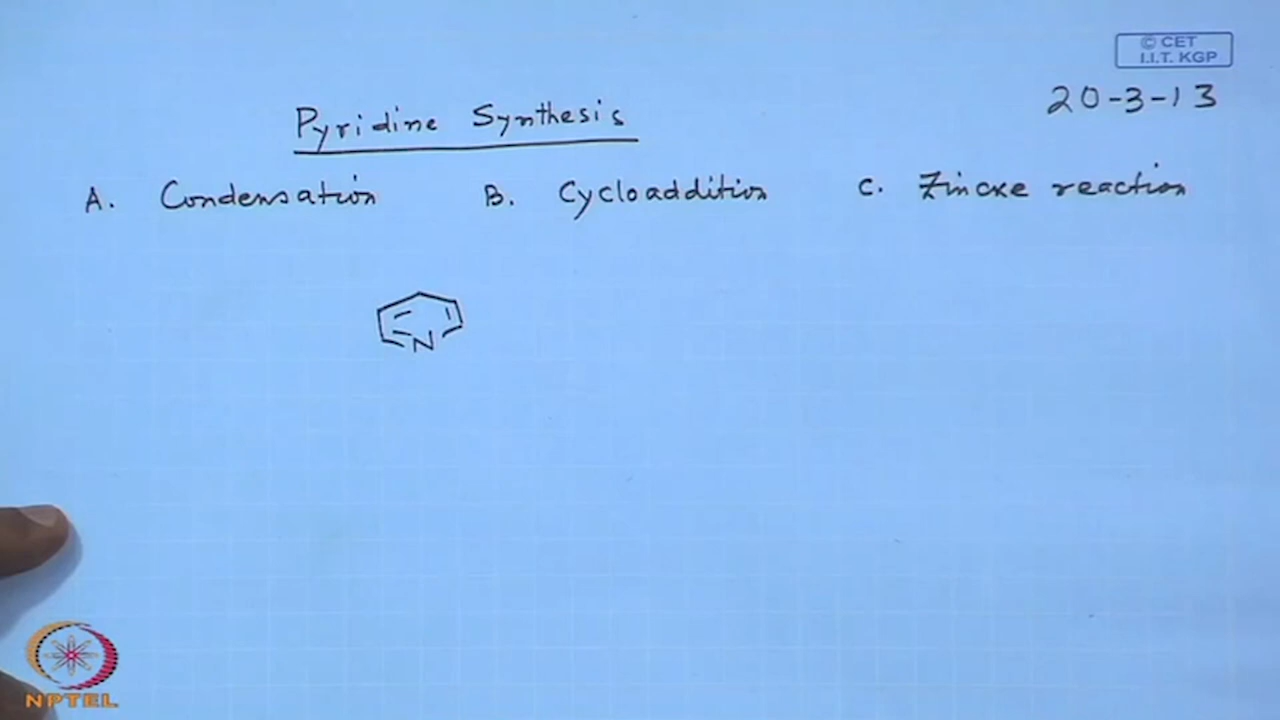 © CET
I.I.T. KGP
20-3-13
Pyridine Synthesis
A. Condensation B. Cycloaddition C. Zincke reaction
N
NPTEL